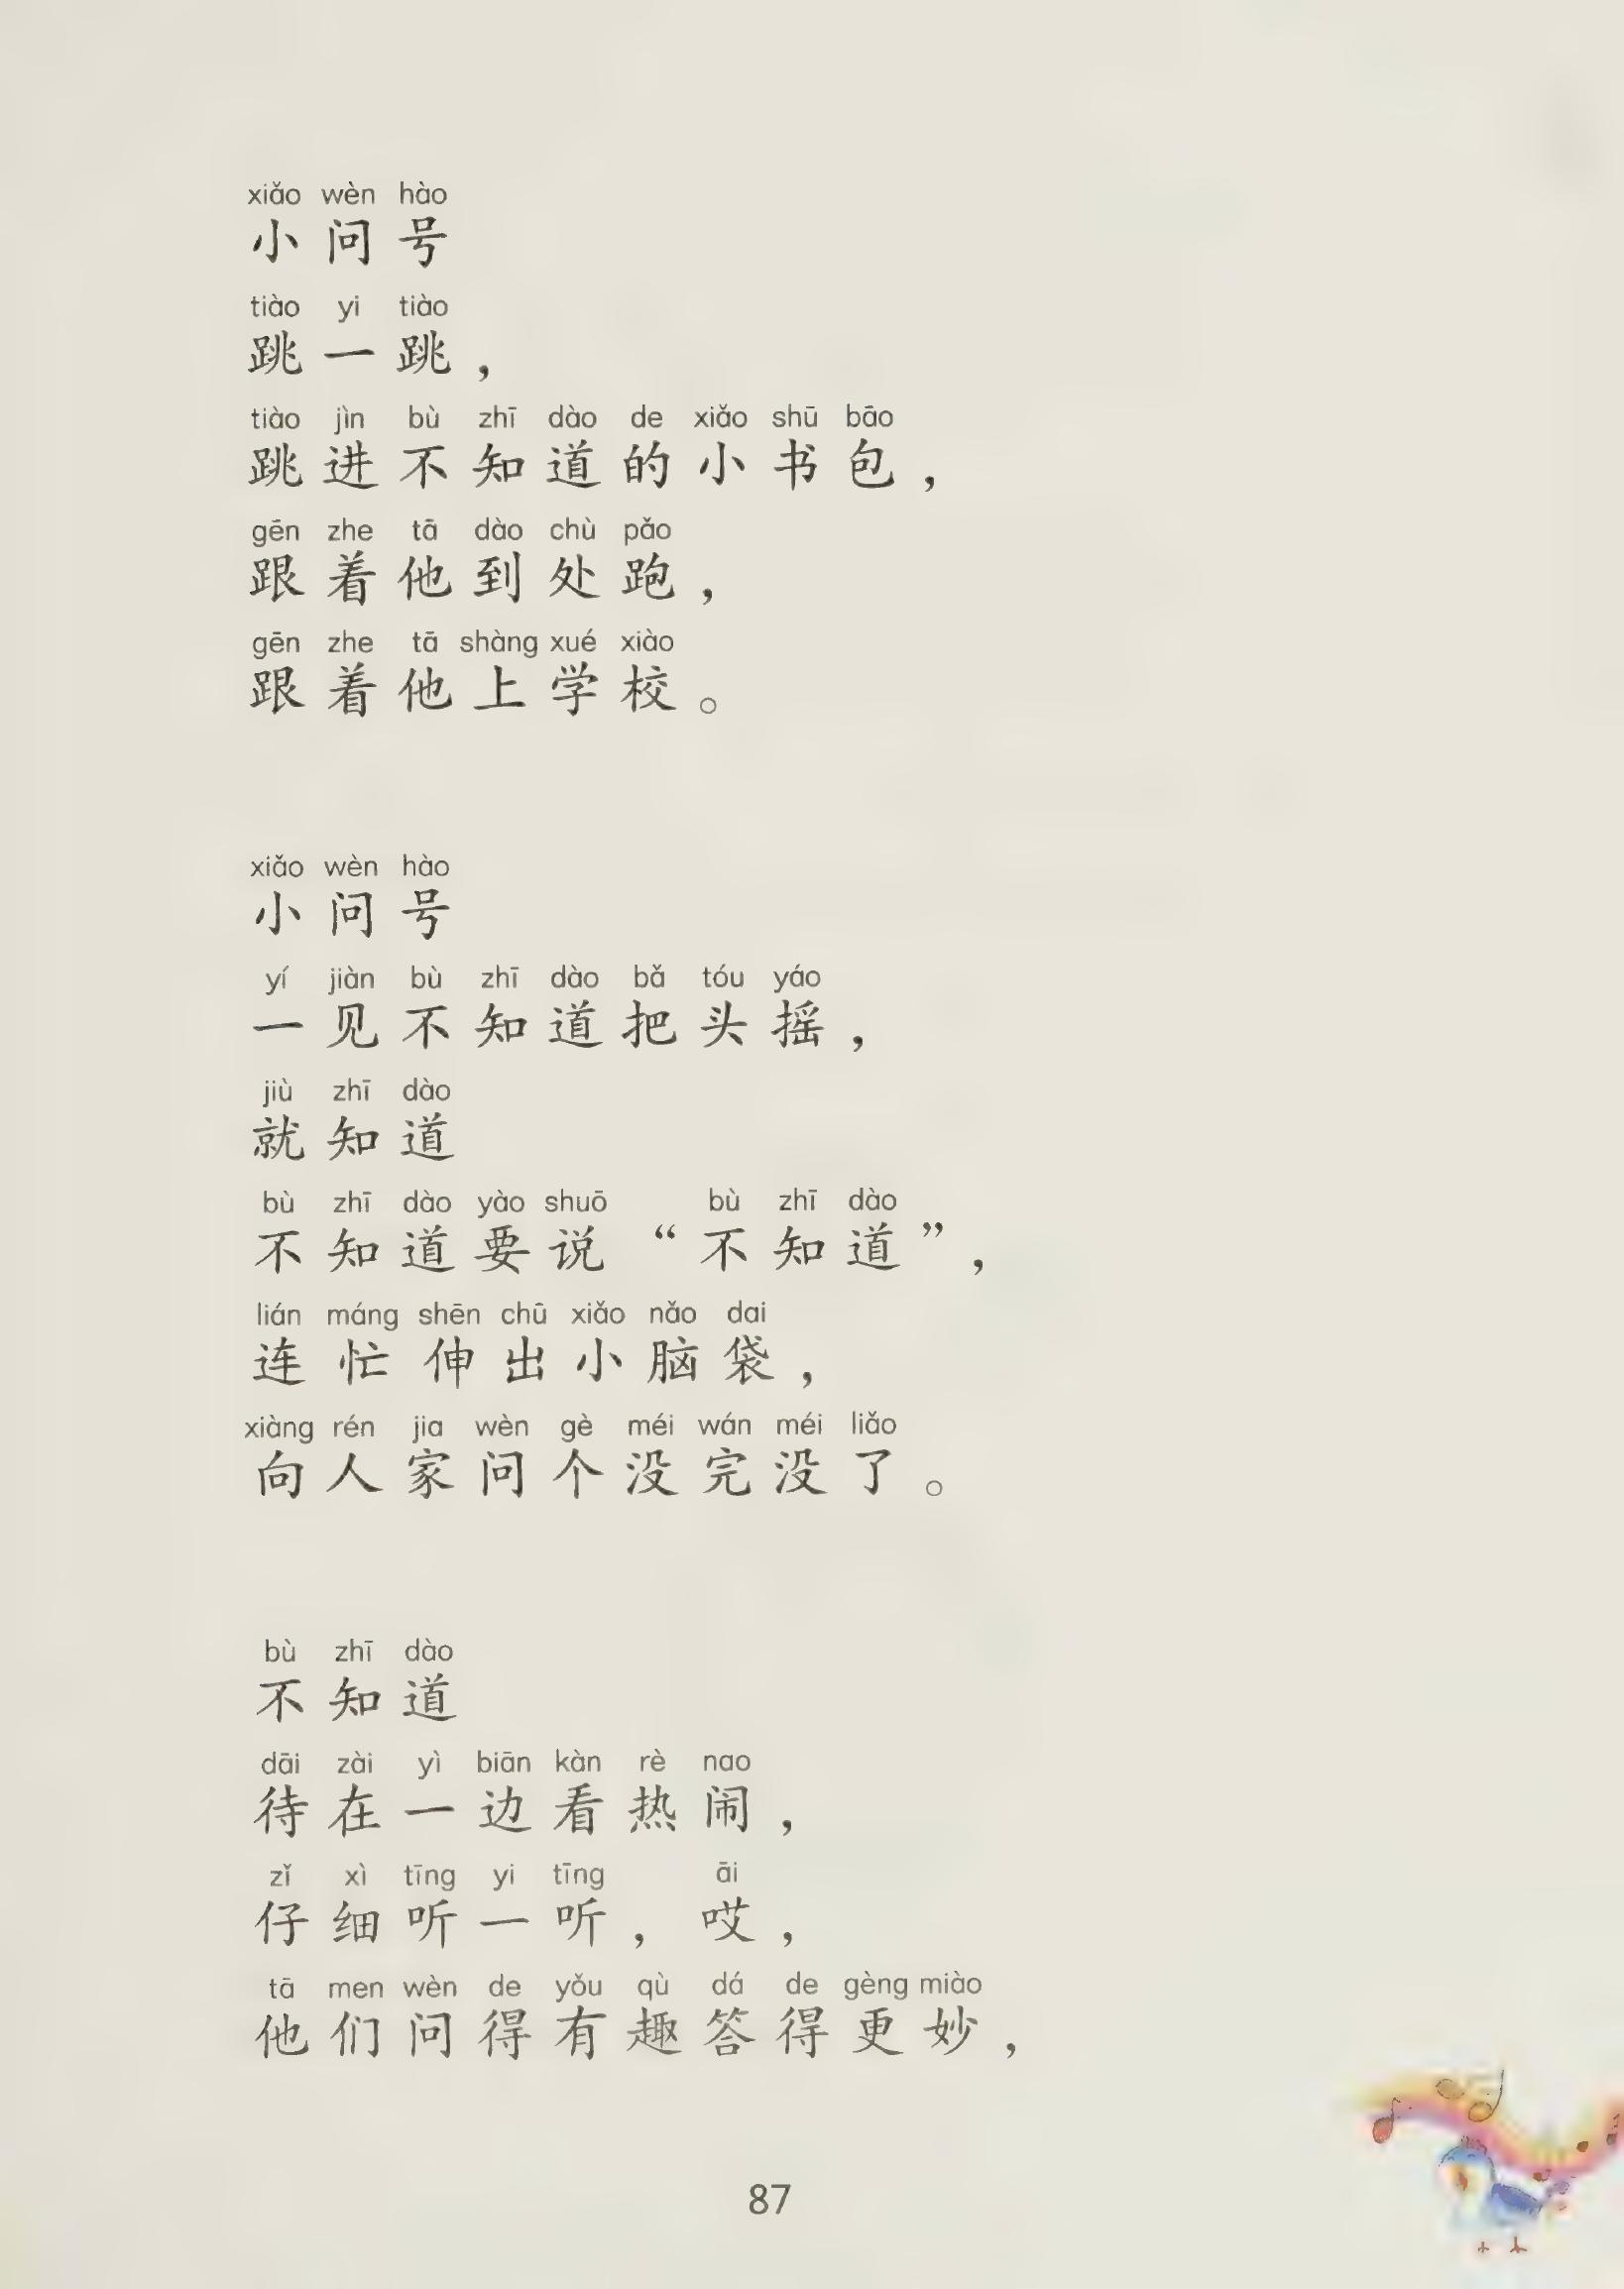 xiǎo wèn hào
小问号
tiào yi tiào
跳一跳，
tiào jìn bù zhī dào de xiǎo shū bāo
跳进不知道的小书包，
gēn zhe tā dào chù pǎo
跟着他到处跑，
gēn zhe tā shàng xué xiào
跟着他上学校。
xiǎo wèn hào
小问号
yí jiàn bù zhī dào bǎ tóu yáo
一见不知道把头摇，
jiù zhī dào
就知道
bù zhī dào yào shuō bù zhī dào
不知道要说“不知道”，
lián máng shēn chū xiǎo nǎo dai
连忙伸出小脑袋，
xiàng rén jia wèn gè méi wán méi liǎo
向人家问个没完没了。
bù zhī dào
不知道
dāi zài yì biān kàn rè nao
待在一边看热闹，
zǐ xì tīng yi tīng āi
仔细听一听，哎，
tā men wèn de yǒu qù dá de gèng miào
他们问得有趣答得更妙，
87